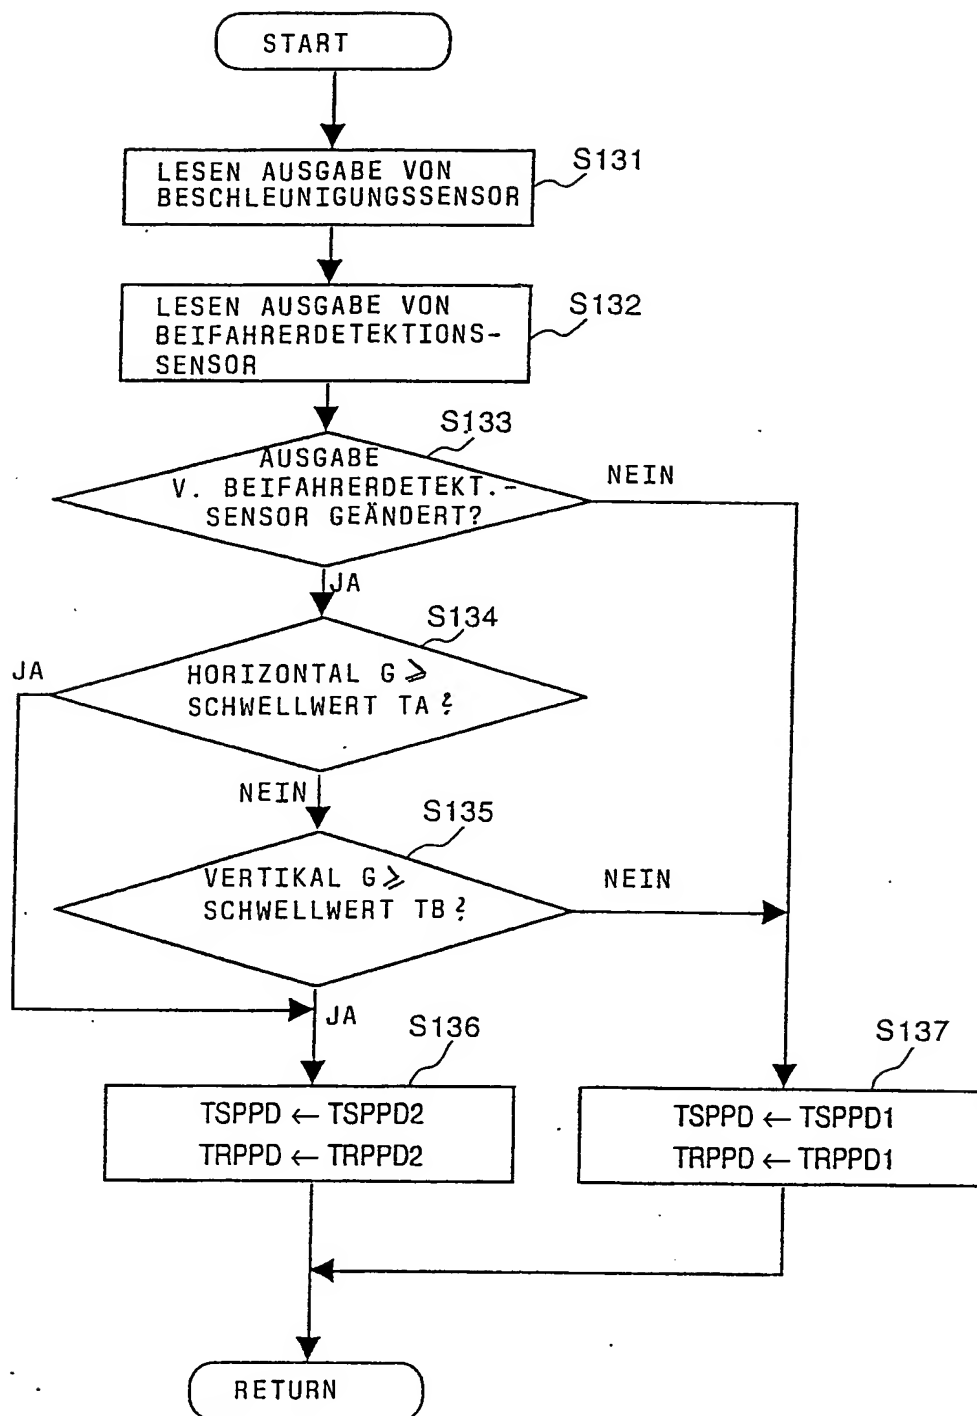 START
S131
LESEN AUSGABE VON
BESCHLEUNIGUNGSSENSOR
S132
LESEN AUSGABE VON
BEIFAHRERDETEKTIONS-
SENSOR
S133
AUSGABE
V. BEIFAHRERDETEKT.-
SENSOR GEÄNDERT?
NEIN
JA
S134
JA
HORIZONTAL G ⩾
SCHWELLWERT TA?
NEIN
S135
VERTIKAL G ⩾
SCHWELLWERT TB?
NEIN
JA
S136
S137
TSPPD ← TSPPD2
TRPPD ← TRPPD2
TSPPD ← TSPPD1
TRPPD ← TRPPD1
RETURN